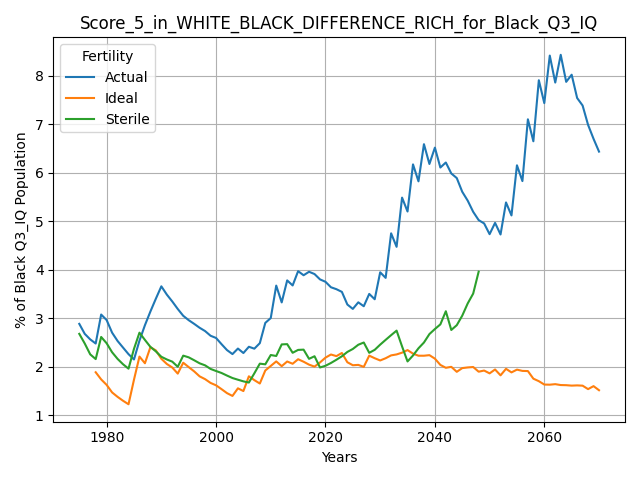 Score_5_in_WHITE_BLACK_DIFFERENCE_RICH_for_Black_Q3_IQ
Fertility
Actual
Ideal
Sterile
% of Black Q3_IQ Population
8
7
6
5
4
3
2
1
1980
2000
2020
2040
2060
Years